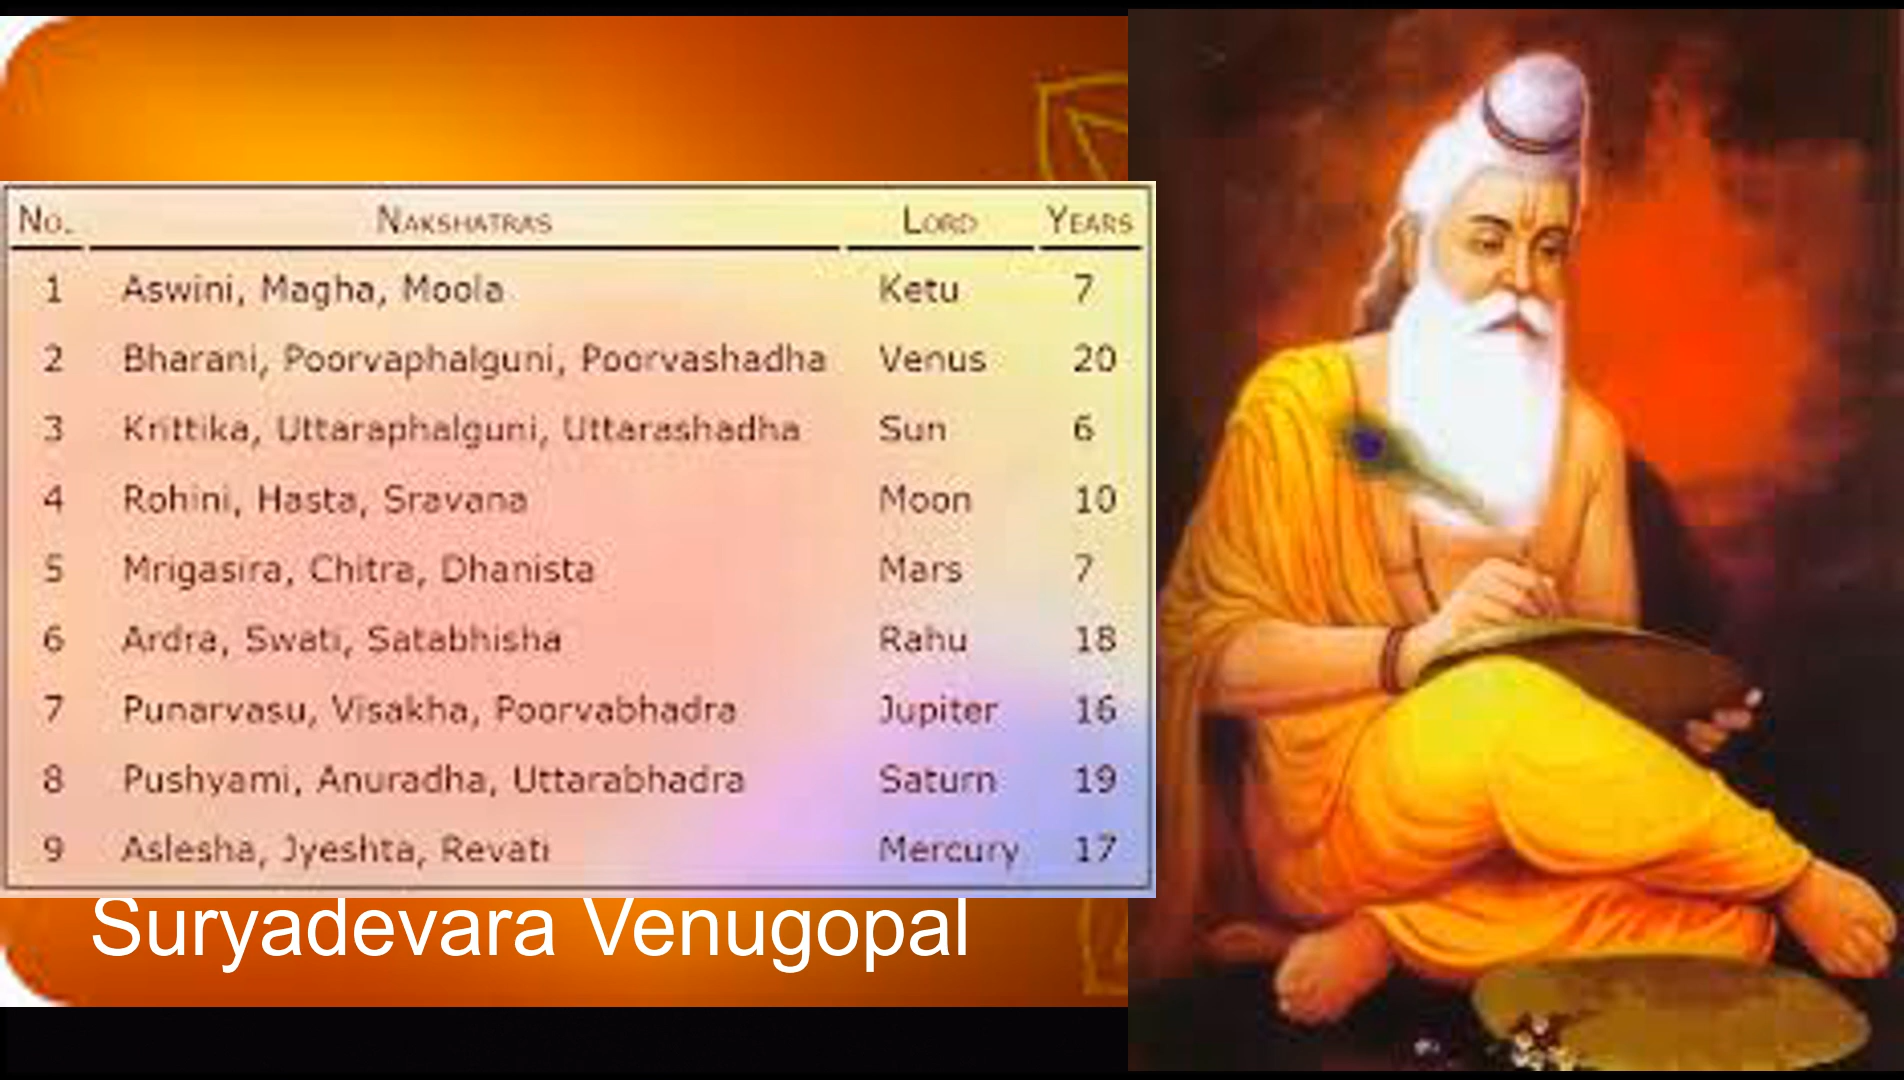 No. Nakshatras Lord Years
1 Aswini, Magha, Moola Ketu 7
2 Bharani, Poorvaphalguni, Poorvashadha Venus 20
3 Krittika, Uttaraphalguni, Uttarashadha Sun 6
4 Rohini, Hasta, Sravana Moon 10
5 Mrigasira, Chitra, Dhanista Mars 7
6 Ardra, Swati, Satabhisha Rahu 18
7 Punarvasu, Visakha, Poorvabhadra Jupiter 16
8 Pushyami, Anuradha, Uttarabhadra Saturn 19
9 Aslesha, Jyeshta, Revati Mercury 17
Suryadevara Venugopal